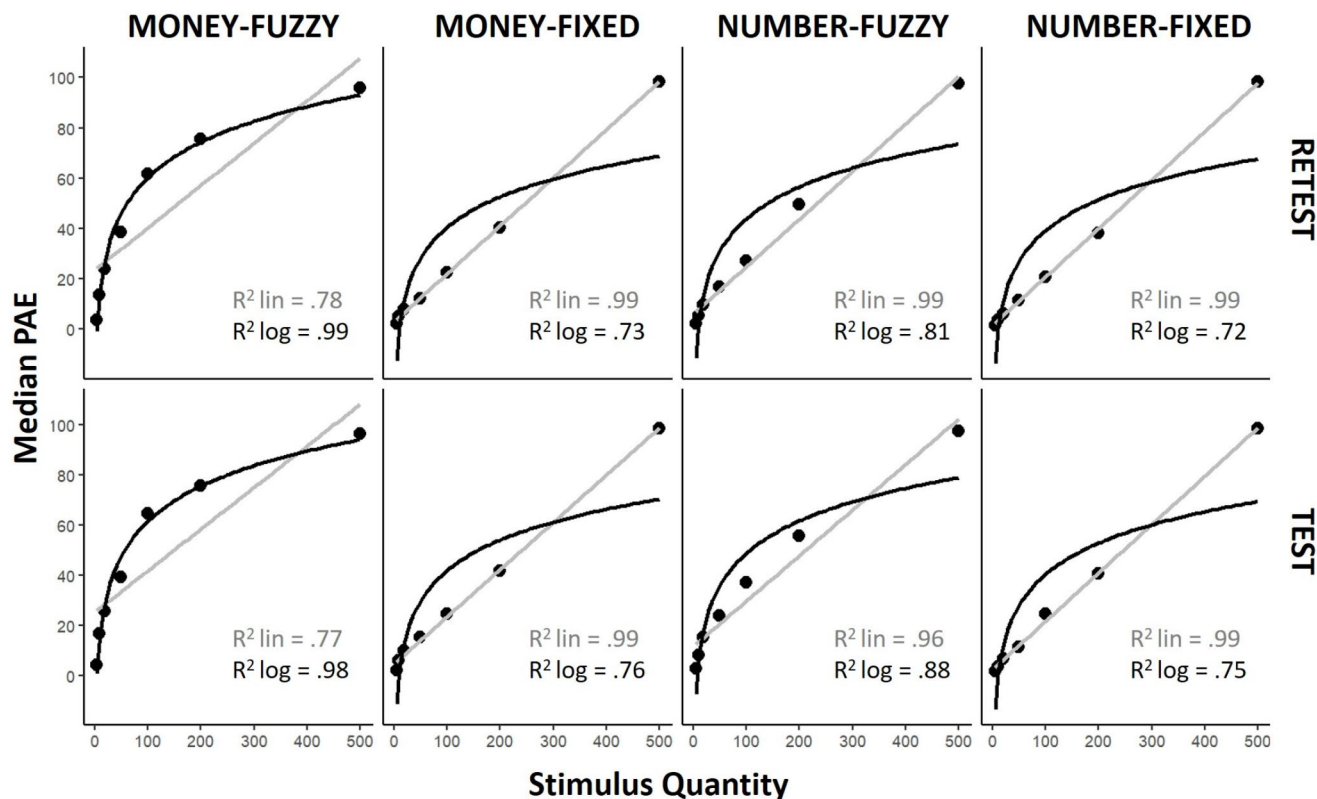 MONEY-FUZZY MONEY-FIXED NUMBER-FUZZY NUMBER-FIXED
100
80
60
40
20
0
R² lin = .78
R² log = .99
R² lin = .99
R² log = .73
R² lin = .99
R² log = .81
R² lin = .99
R² log = .72
RETEST
Median PAE
100
80
60
40
20
0
R² lin = .77
R² log = .98
R² lin = .99
R² log = .76
R² lin = .96
R² log = .88
R² lin = .99
R² log = .75
TEST
0 100 200 300 400 500 0 100 200 300 400 500 0 100 200 300 400 500 0 100 200 300 400 500
Stimulus Quantity